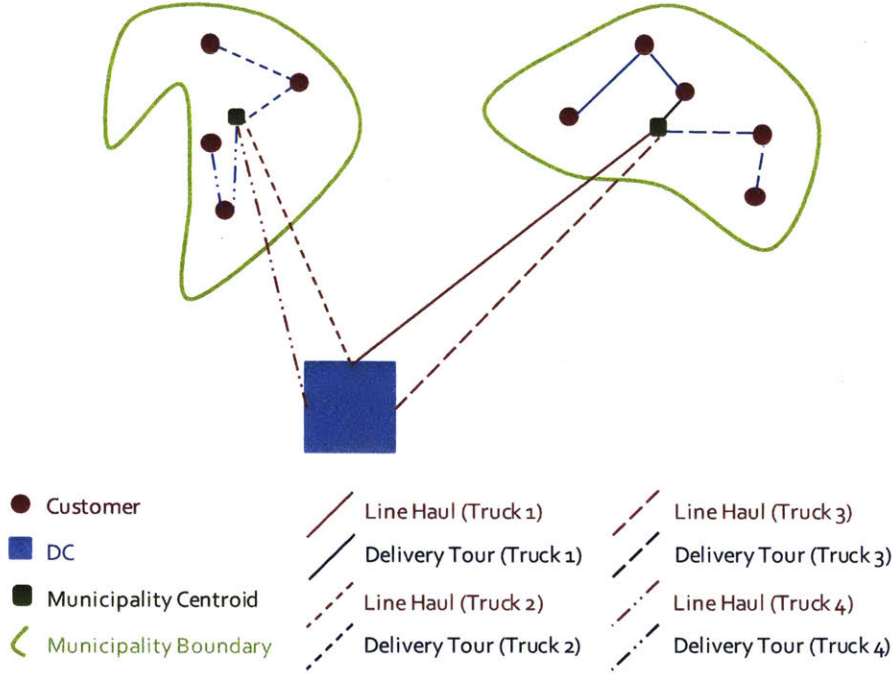 Customer
DC
Municipality Centroid
Municipality Boundary
Line Haul (Truck 1)
Delivery Tour (Truck 1)
Line Haul (Truck 2)
Delivery Tour (Truck 2)
Line Haul (Truck 3)
Delivery Tour (Truck 3)
Line Haul (Truck 4)
Delivery Tour (Truck 4)